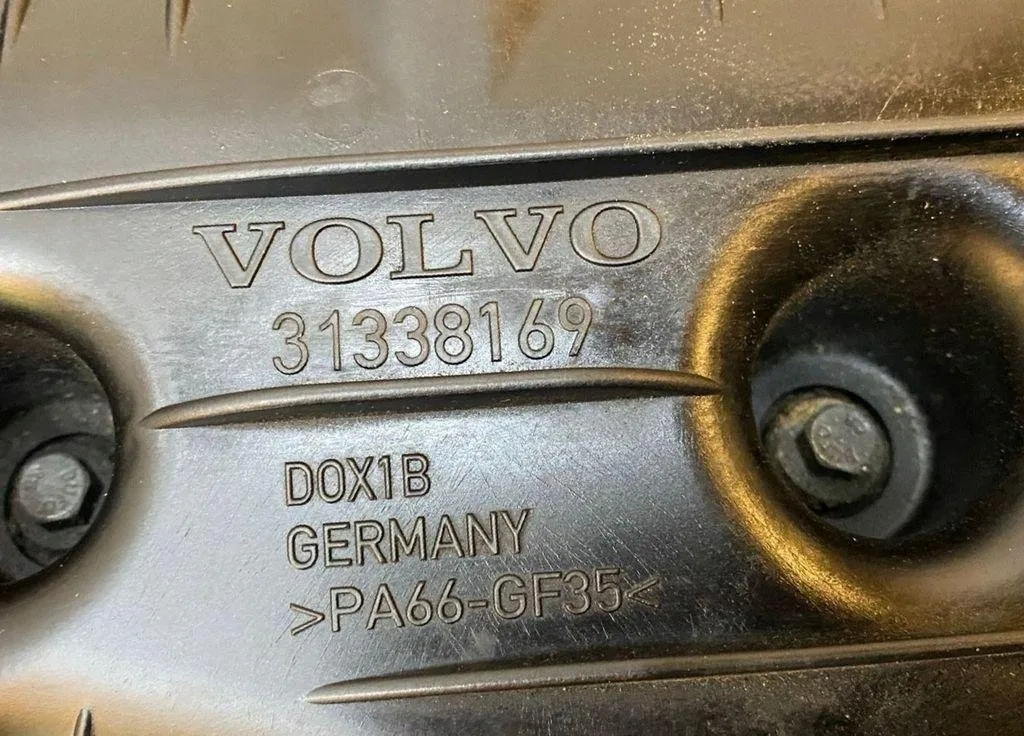 VOLVO
31338169
D0X1B
GERMANY
>PA66-GF35<